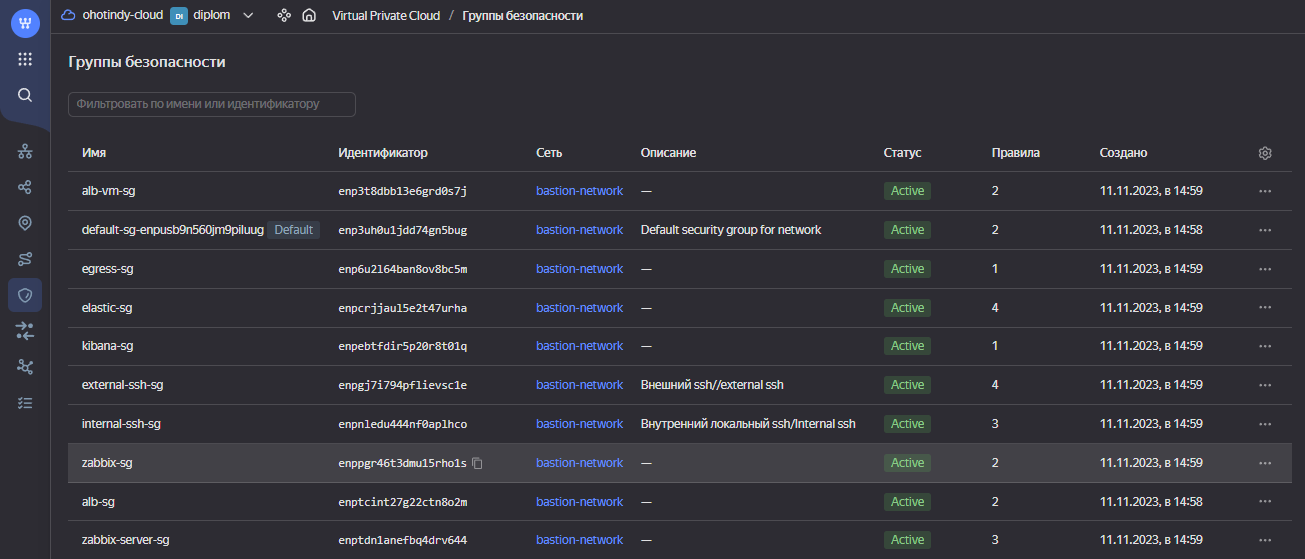 ohotindy-cloud DI diplom Virtual Private Cloud / Группы безопасности
Группы безопасности
Фильтровать по имени или идентификатору
Имя Идентификатор Сеть Описание Статус Правила Создано
alb-vm-sg enp3t8dbb13e6grd0s7j bastion-network — Active 2 11.11.2023, в 14:59
default-sg-enpusb9n560jm9piluug Default enp3uh0u1jdd74gn5bug bastion-network Default security group for network Active 2 11.11.2023, в 14:58
egress-sg enp6u2l64ban8ov8bc5m bastion-network — Active 1 11.11.2023, в 14:59
elastic-sg enpcrjjaul5e2t47urha bastion-network — Active 4 11.11.2023, в 14:59
kibana-sg enpebtfdir5p20r8t01q bastion-network — Active 1 11.11.2023, в 14:59
external-ssh-sg enpgj7i794pflievsc1e bastion-network Внешний ssh//external ssh Active 4 11.11.2023, в 14:59
internal-ssh-sg enpnledu444nf0aplhco bastion-network Внутренний локальный ssh/Internal ssh Active 3 11.11.2023, в 14:59
zabbix-sg enppgr46t3dmu15rho1s bastion-network — Active 2 11.11.2023, в 14:59
alb-sg enptcint27g22ctn8o2m bastion-network — Active 2 11.11.2023, в 14:58
zabbix-server-sg enptdn1anefbq4drv644 bastion-network — Active 3 11.11.2023, в 14:59